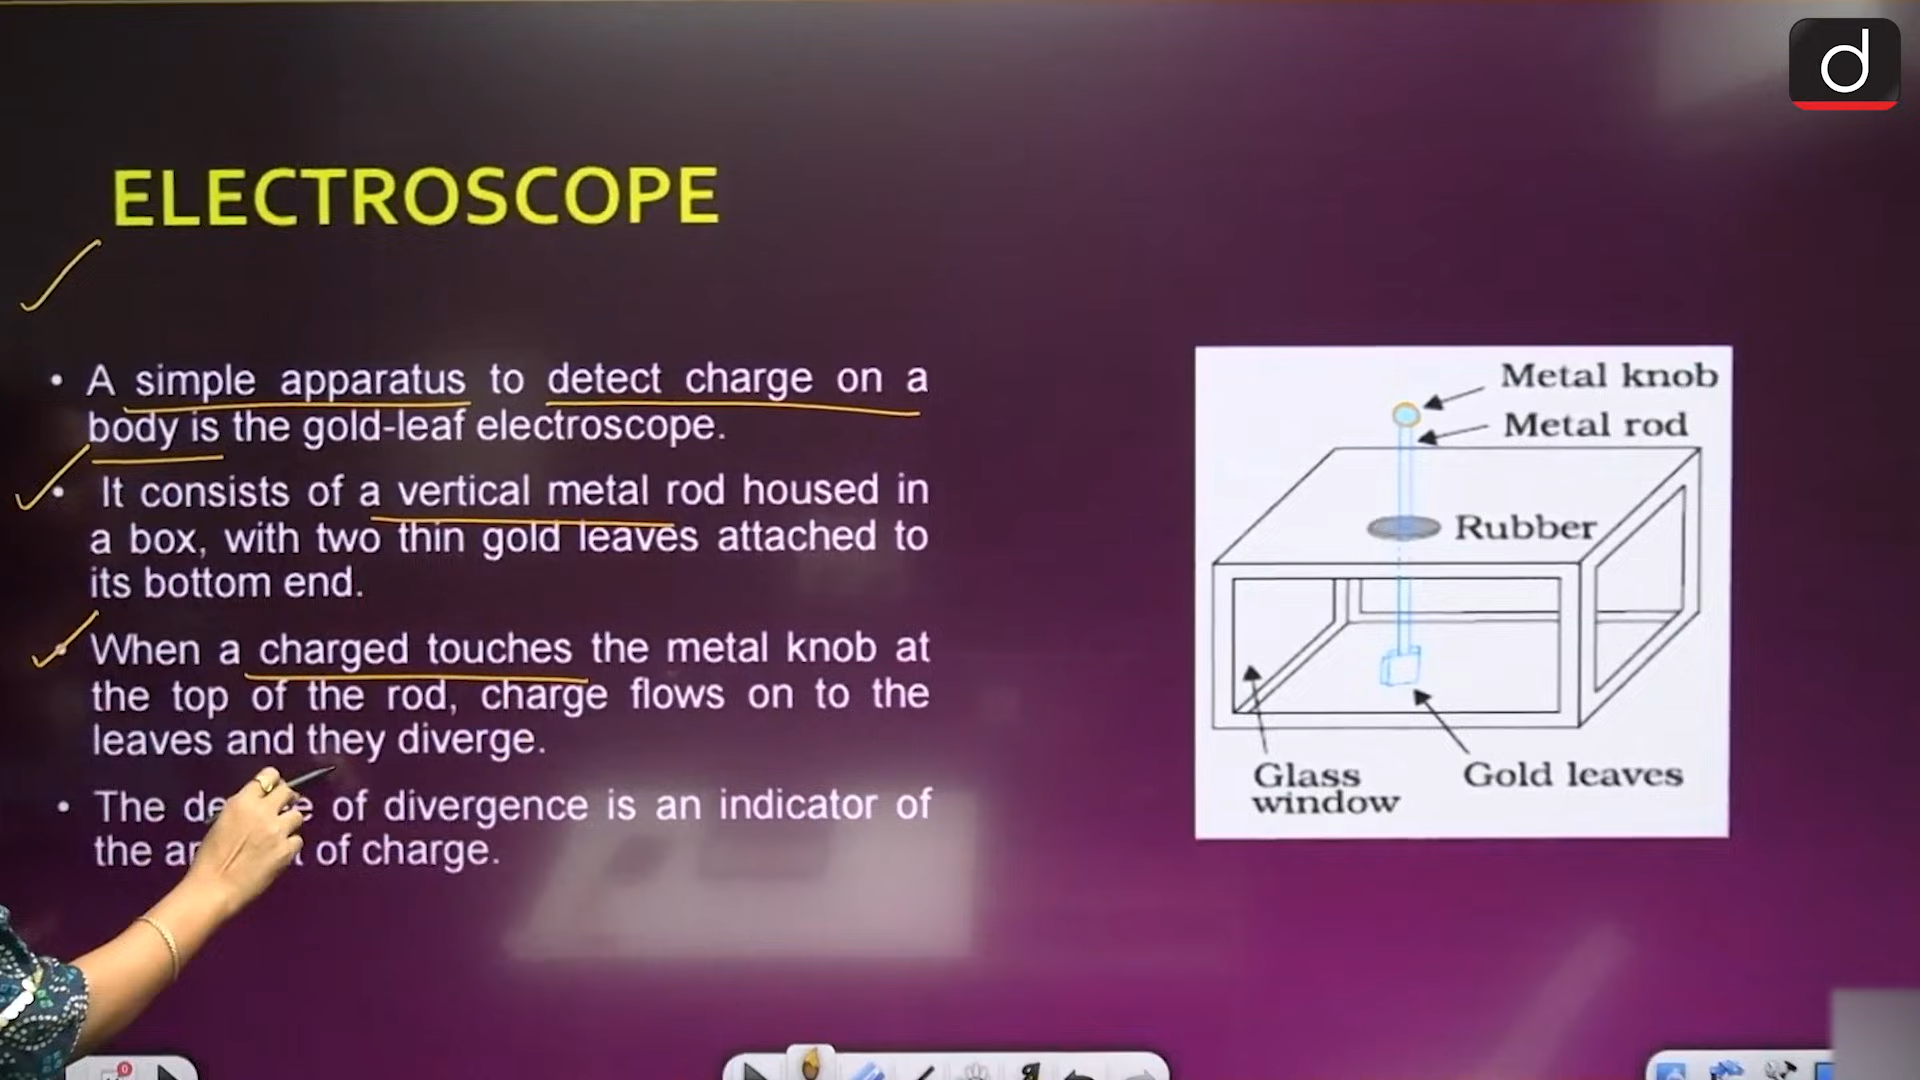 d
ELECTROSCOPE
• A simple apparatus to detect charge on a
body is the gold-leaf electroscope.
• It consists of a vertical metal rod housed in
a box, with two thin gold leaves attached to
its bottom end.
• When a charged touches the metal knob at
the top of the rod, charge flows on to the
leaves and they diverge.
• The of divergence is an indicator of
the of charge.
Metal knob
Metal rod
Rubber
Glass
window
Gold leaves
0